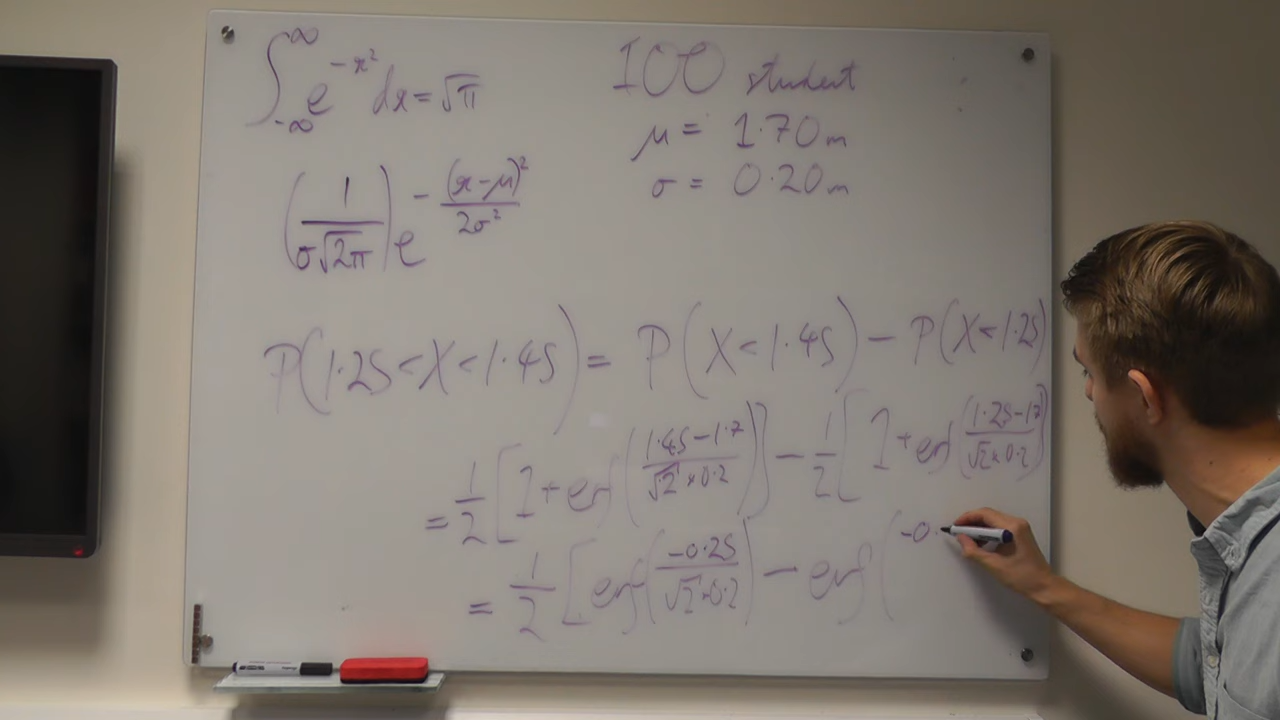 ∫_{-∞}^{∞} e^{-x²} dx = √π
(1/(σ√(2π))) e^{-(x-μ)²/(2σ²)}
100 student
μ = 1.70m
σ = 0.20m
P(1.25 < X < 1.45) = P(X < 1.45) - P(X < 1.25)
= 1/2 [1 + erf((1.45 - 1.7)/(√2 × 0.2))] - 1/2 [1 + erf((1.25 - 1.7)/(√2 × 0.2))
= 1/2 [erf((-0.25)/(√2 × 0.2)) - erf(-0.